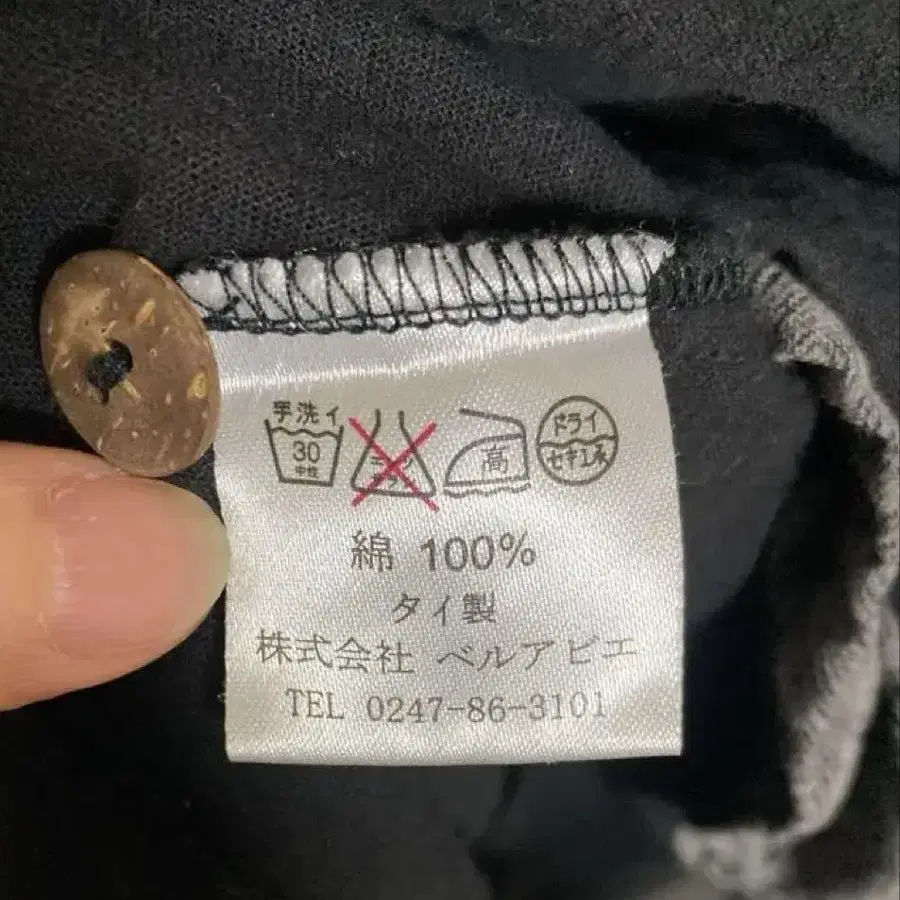 手洗イ
30
中性
高
ドライ
セキユ系
綿 100%
タイ製
株式会社 ベルアビエ
TEL 0247-86-3101